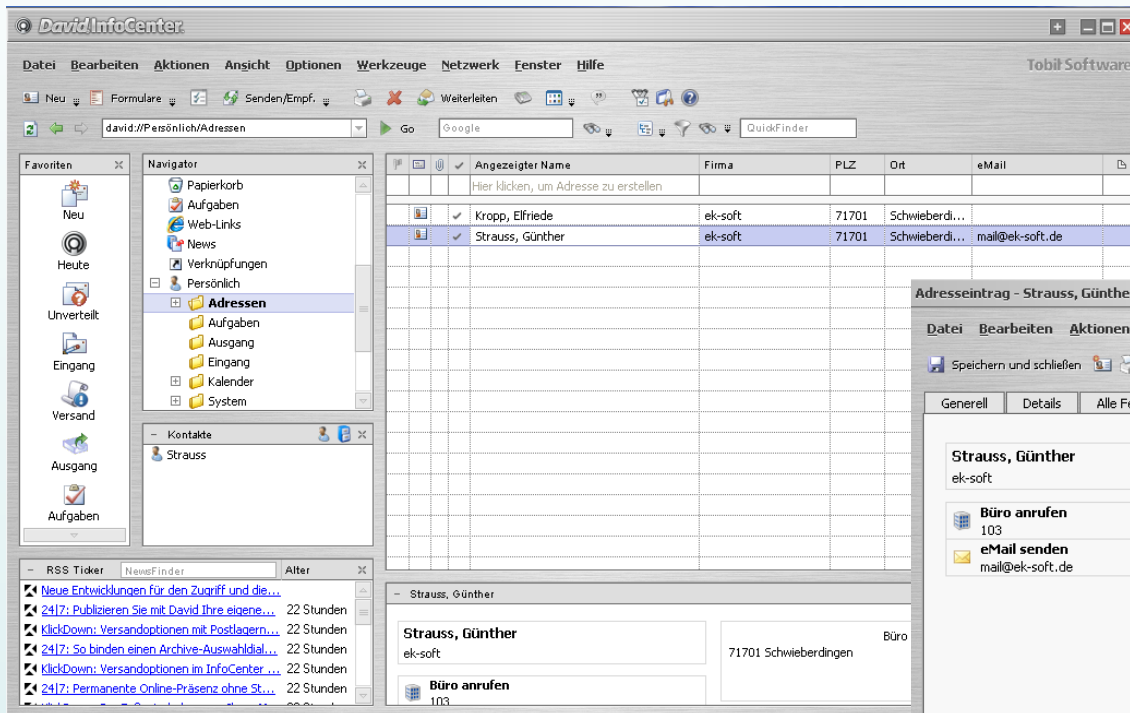 David.InfoCenter.
Datei Bearbeiten Aktionen Ansicht Optionen Werkzeuge Netzwerk Fenster Hilfe
Tobit Software
Neu Formulare Senden/Empf. Weiterleiten
david://Persönlich/Adressen Go Google QuickFinder
Favoriten
Neu
Heute
Unverteilt
Eingang
Versand
Ausgang
Aufgaben
Navigator
Papierkorb
Aufgaben
Web-Links
News
Verknüpfungen
Persönlich
Adressen
Aufgaben
Ausgang
Eingang
Kalender
System
Kontakte
Strauss
Angezeigter Name Firma PLZ Ort eMail
Hier klicken, um Adresse zu erstellen
Kropp, Elfriede ek-soft 71701 Schwieberdi...
Strauss, Günther ek-soft 71701 Schwieberdi... mail@ek-soft.de
RSS Ticker NewsFinder Alter
Neue Entwicklungen für den Zugriff und die...
24|7: Publizieren Sie mit David Ihre eigene... 22 Stunden
KlickDown: Versandoptionen mit Postlagern... 22 Stunden
24|7: So binden einen Archive-Auswahldial... 22 Stunden
KlickDown: Versandoptionen im InfoCenter ... 22 Stunden
24|7: Permanente Online-Präsenz ohne St... 22 Stunden
Strauss, Günther
Strauss, Günther
ek-soft
Büro anrufen
103
Büro
71701 Schwieberdingen
Adresseintrag - Strauss, Günthe
Datei Bearbeiten Aktionen
Speichern und schließen
Generell Details Alle Fe
Strauss, Günther
ek-soft
Büro anrufen
103
eMail senden
mail@ek-soft.de